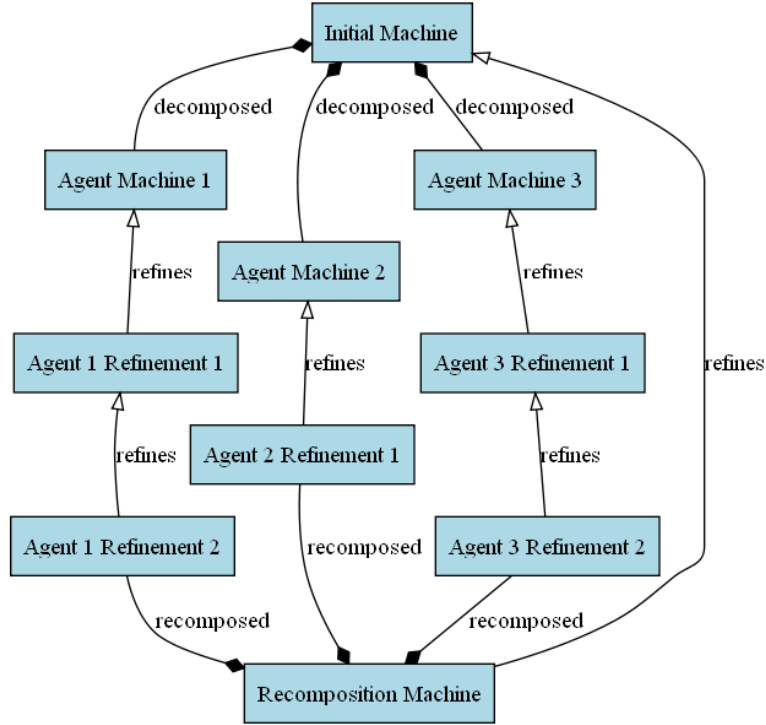 Initial Machine
decomposed
decomposed
decomposed
Agent Machine 1
Agent Machine 3
Agent Machine 2
refines
refines
Agent 1 Refinement 1
refines
Agent 3 Refinement 1
refines
Agent 2 Refinement 1
refines
refines
Agent 1 Refinement 2
recomposed
Agent 3 Refinement 2
recomposed
recomposed
Recomposition Machine